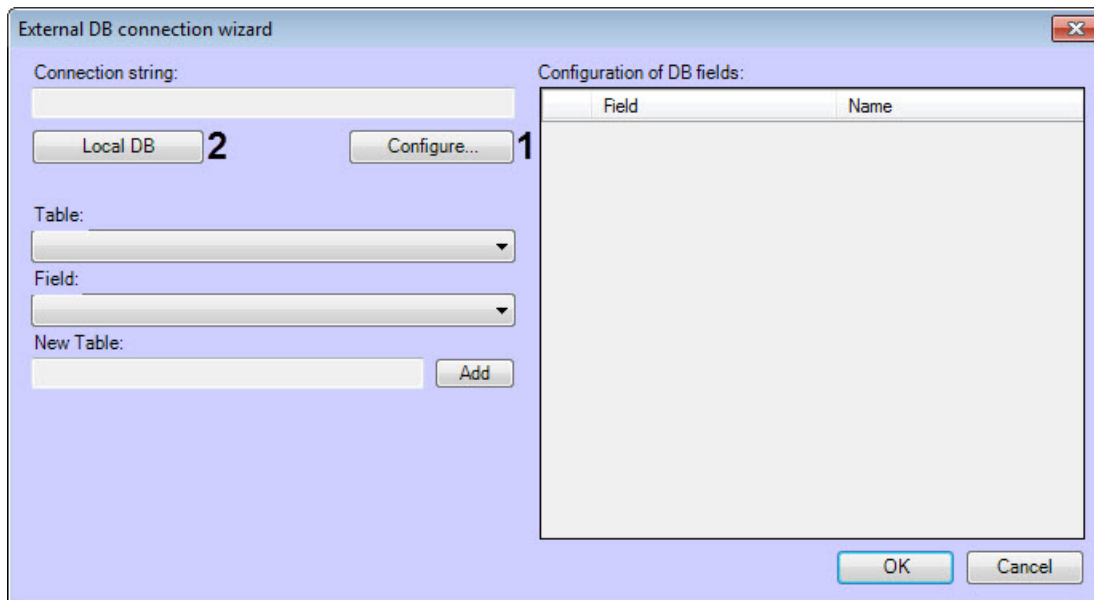 External DB connection wizard
Connection string:
Local DB 2 Configure... 1
Table:
Field:
New Table:
Add
Configuration of DB fields:
Field Name
OK Cancel